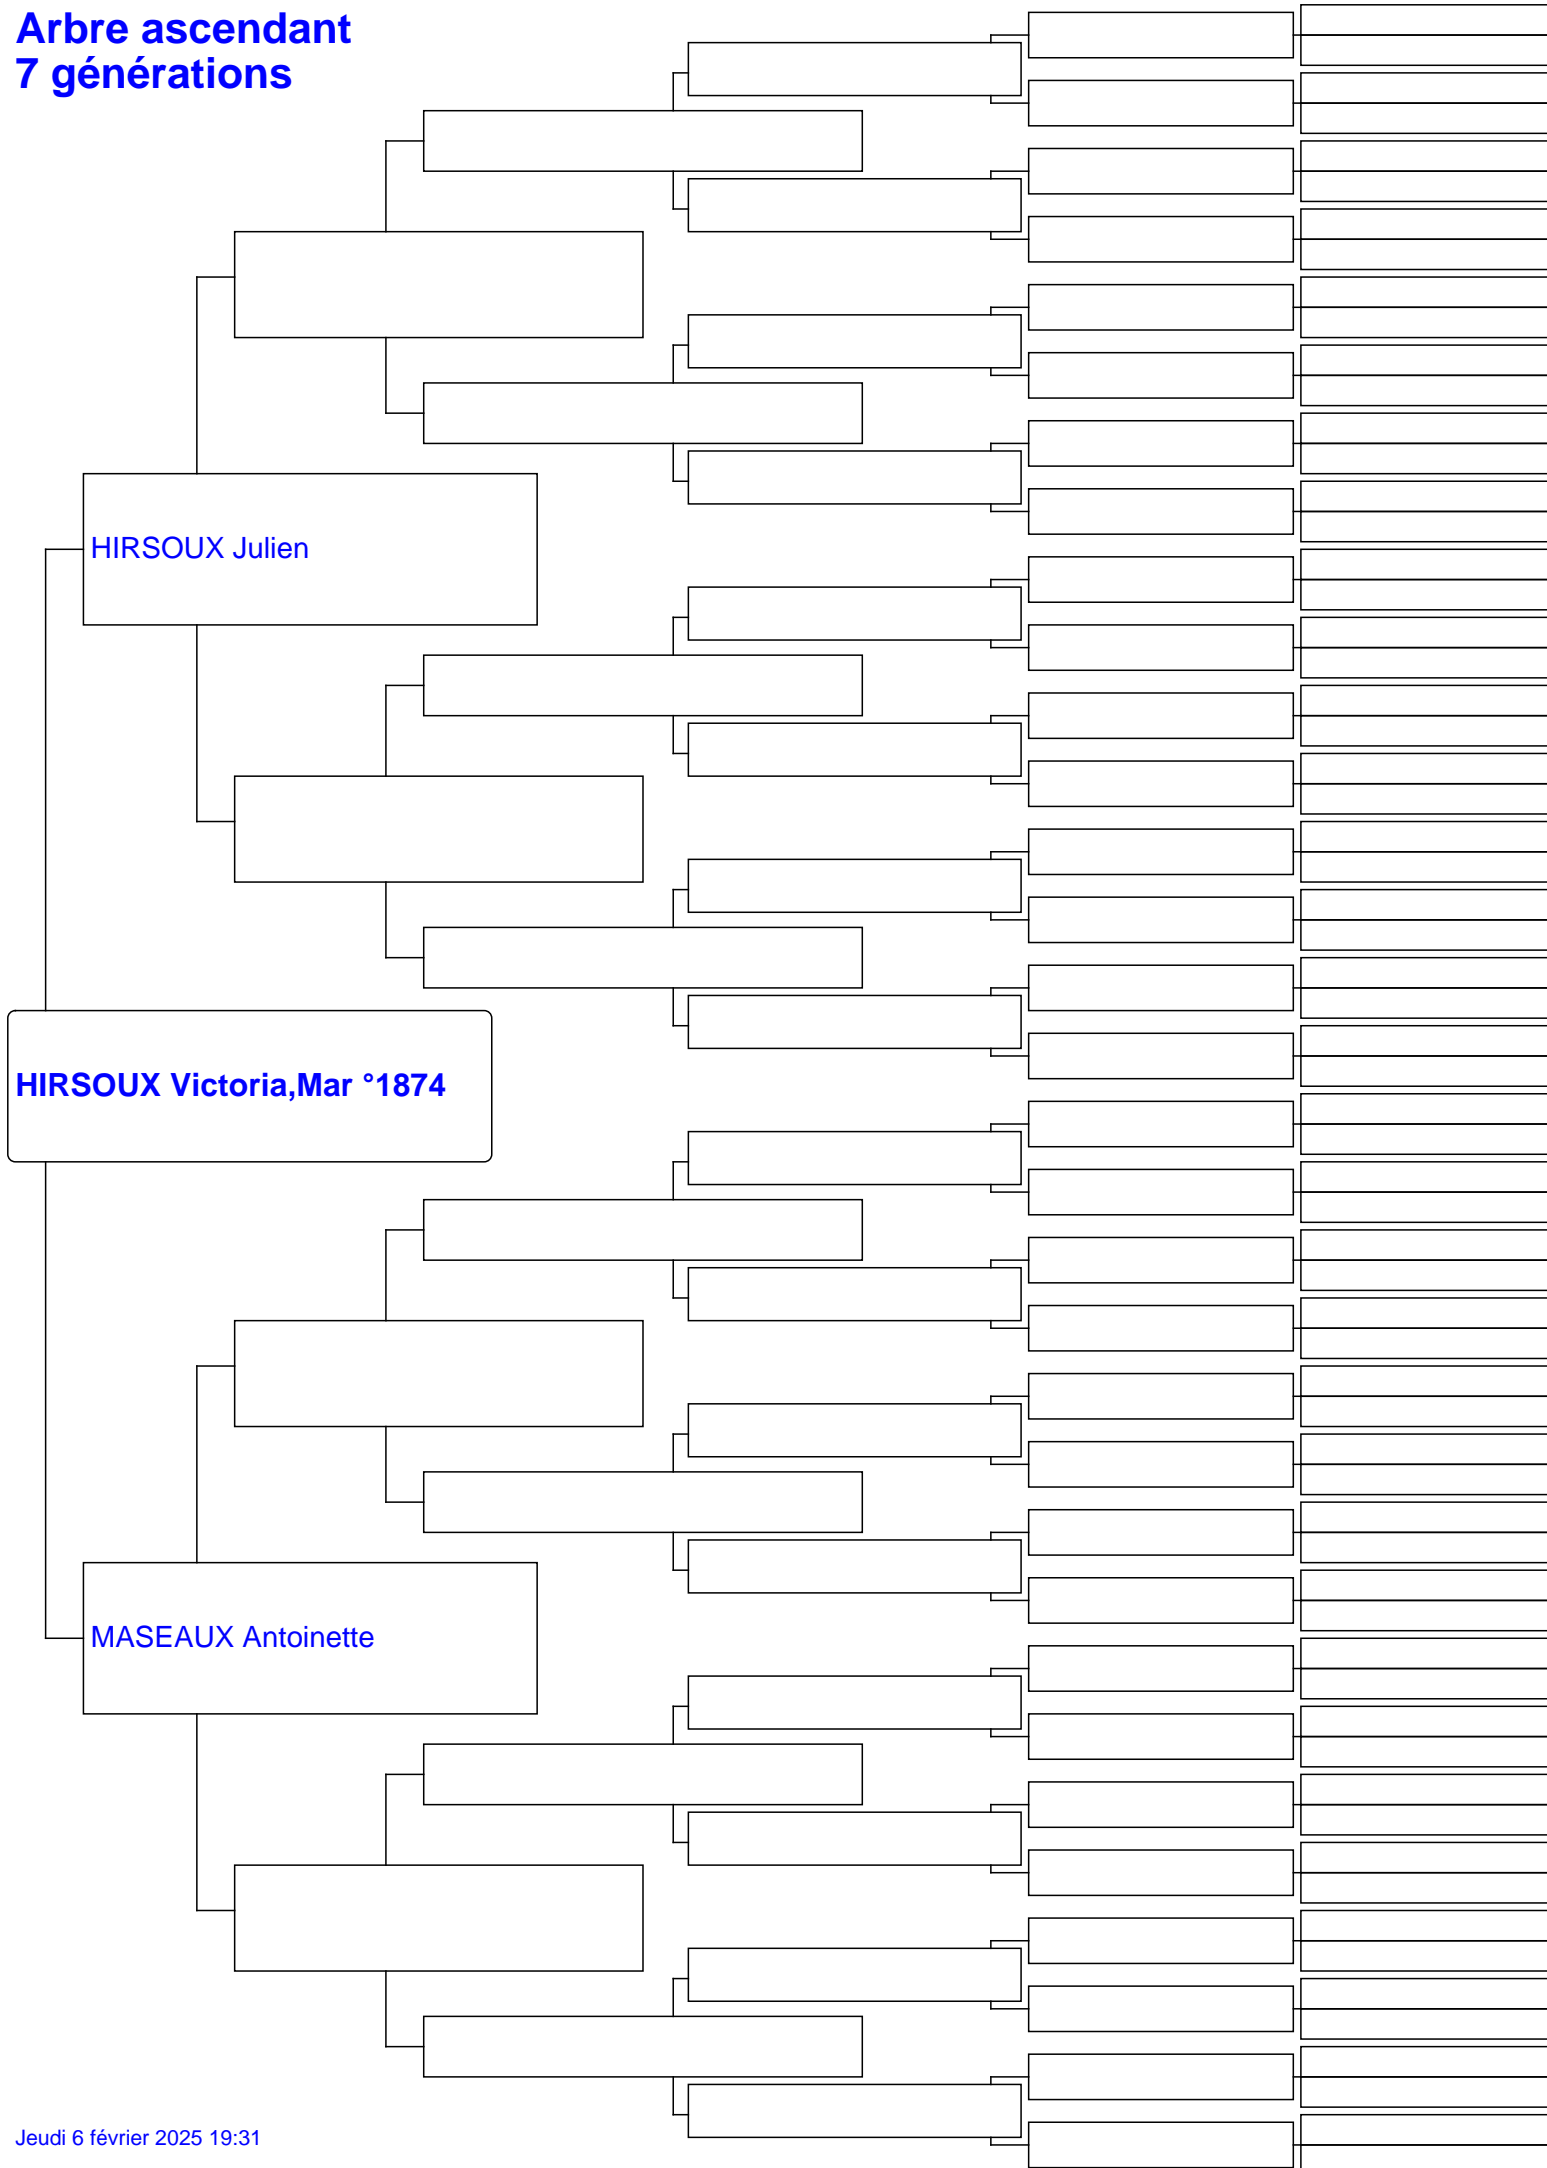 Arbre ascendant
7 générations
HIRSOUX Julien
HIRSOUX Victoria,Mar °1874
MASEAUX Antoinette
Jeudi 6 février 2025 19:31